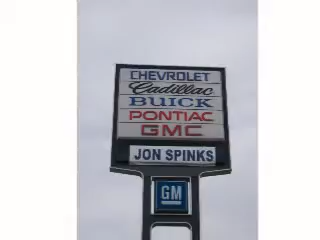 CHEVROLET
Cadillac
BUICK
PONTIAC
GMC
JON SPINKS
GM